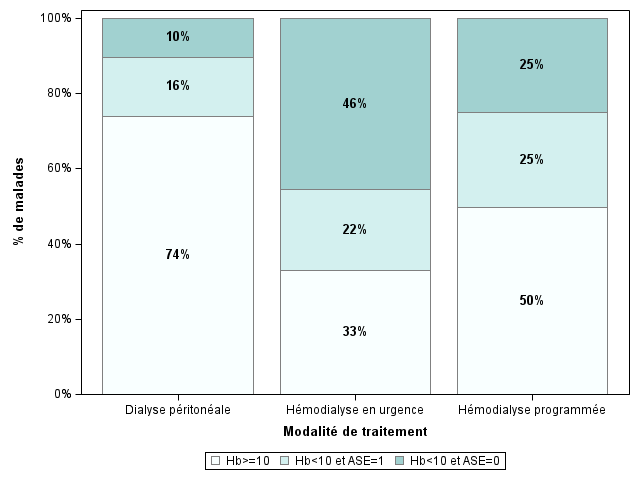 100%
80%
60%
40%
20%
0%
% de malades
10%
16%
74%
46%
22%
33%
25%
25%
50%
Dialyse péritonéale
Hémodialyse en urgence
Hémodialyse programmée
Modalité de traitement
Hb>=10
Hb<10 et ASE=1
Hb<10 et ASE=0